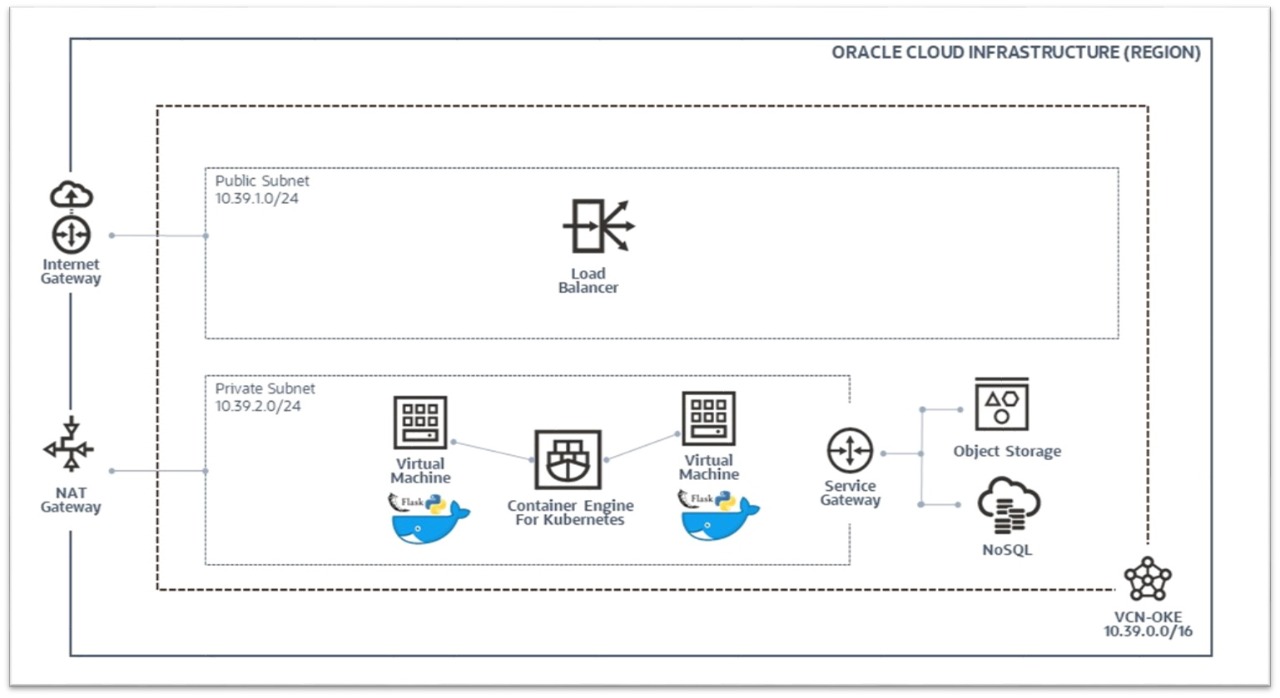 ORACLE CLOUD INFRASTRUCTURE (REGION)
Public Subnet
10.39.1.0/24
Internet
Gateway
Load
Balancer
Private Subnet
10.39.2.0/24
Virtual
Machine
Flask
Container Engine
For Kubernetes
Virtual
Machine
Flask
Service
Gateway
Object Storage
NoSQL
NAT
Gateway
VCN-OKE
10.39.0.0/16